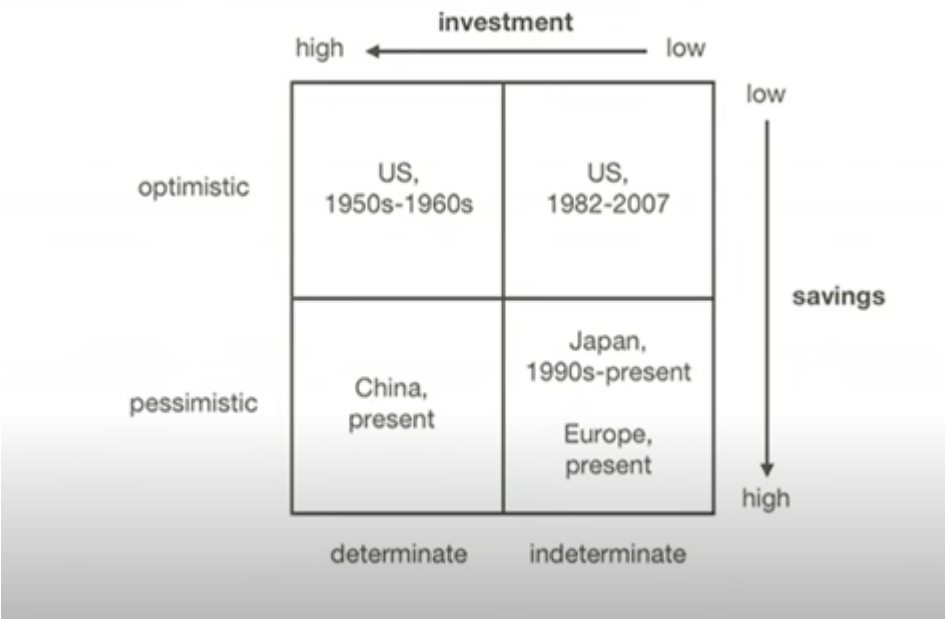 investment
high
low
low
optimistic
US,
1950s-1960s
US,
1982-2007
savings
pessimistic
China,
present
Japan,
1990s-present
Europe,
present
high
determinate
indeterminate